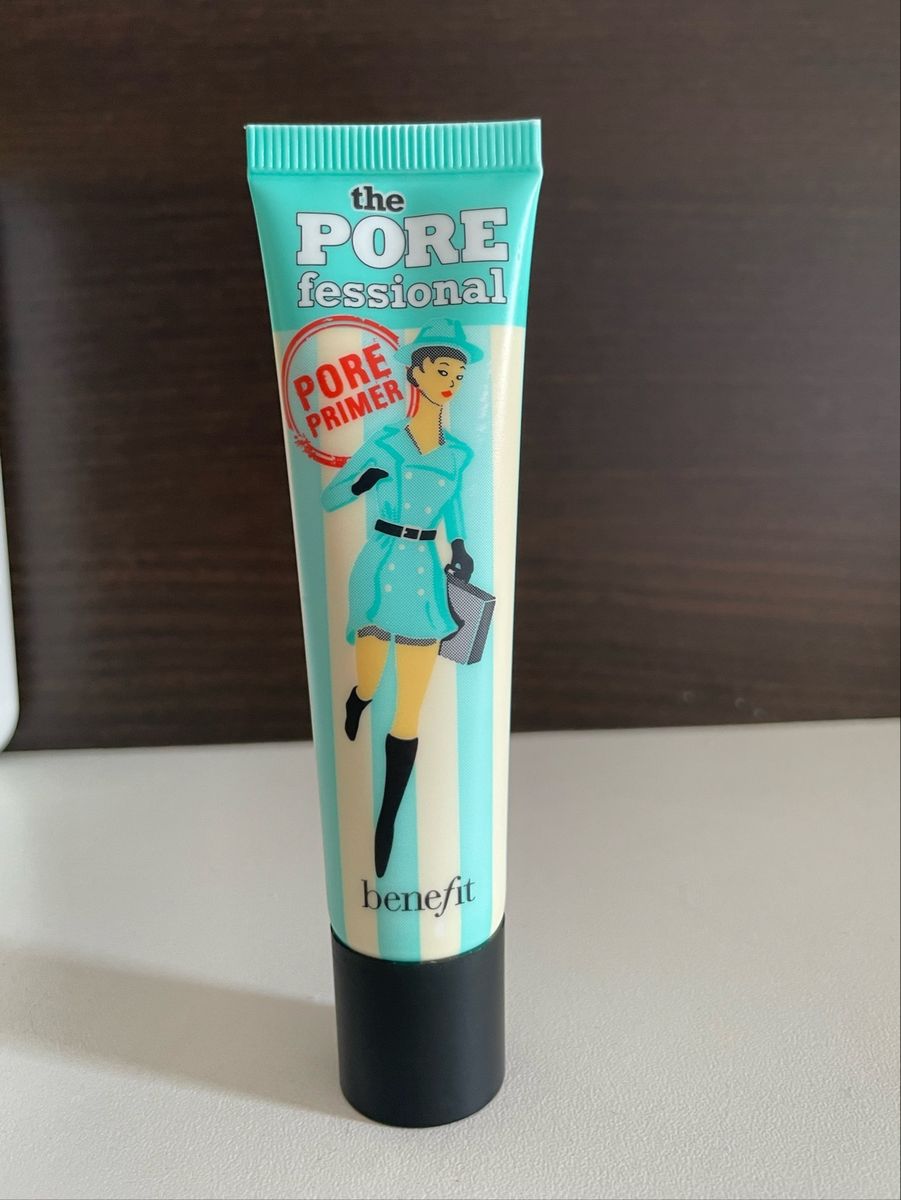 the
PORE
fessional
PORE
PRIMER
benefit